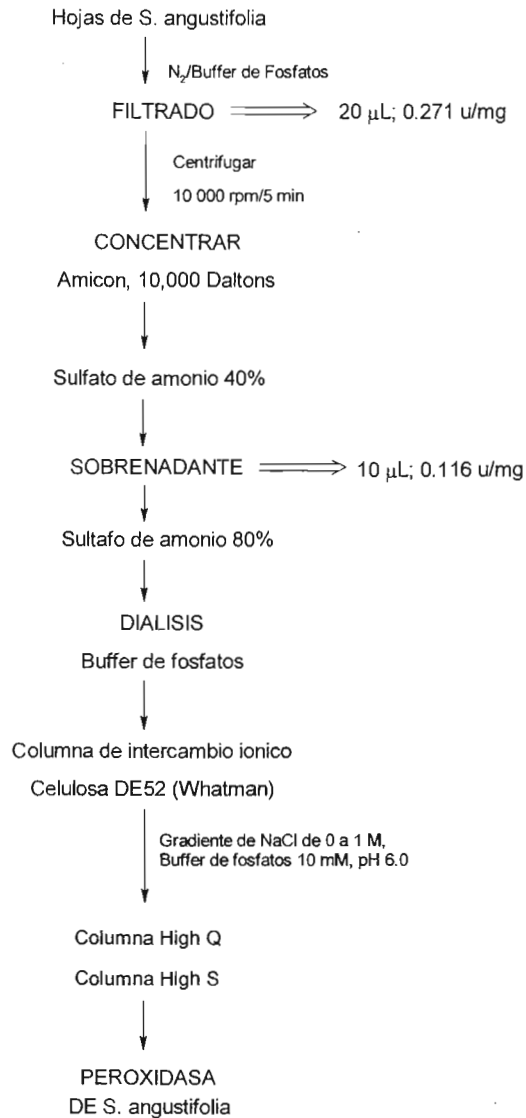 Hojas de S. angustifolia
N₂/Buffer de Fosfatos
FILTRADO 20 µL; 0.271 u/mg
Centrifugar
10 000 rpm/5 min
CONCENTRAR
Amicon, 10,000 Daltons
Sulfato de amonio 40%
SOBRENADANTE 10 µL; 0.116 u/mg
Sultafo de amonio 80%
DIALISIS
Buffer de fosfatos
Columna de intercambio ionico
Celulosa DE52 (Whatman)
Gradiente de NaCl de 0 a 1 M,
Buffer de fosfatos 10 mM, pH 6.0
Columna High Q
Columna High S
PEROXIDASA
DE S. angustifolia